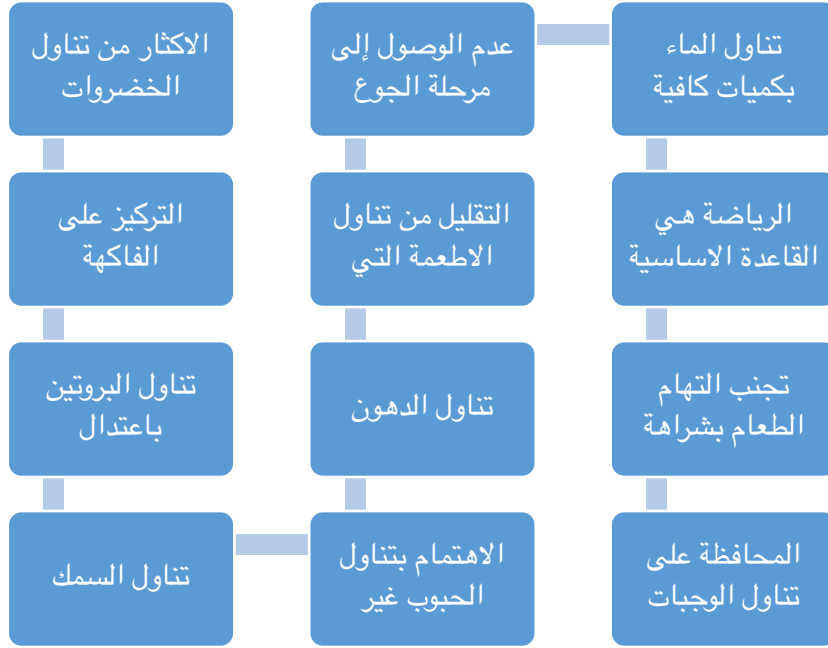 الاكثار من تناول
الخضروات
التركيز على
الفاكهة
تناول البروتين
باعتدال
تناول السمك
الاهتمام بتناول
الحبوب غير
تناول الدهون
التقليل من تناول
الاطعمة التي
عدم الوصول إلى
مرحلة الجوع
تناول الماء
بكميات كافية
الرياضة هي
القاعدة الاساسية
تجنب التهام
الطعام بشراهة
المحافظة على
تناول الوجبات